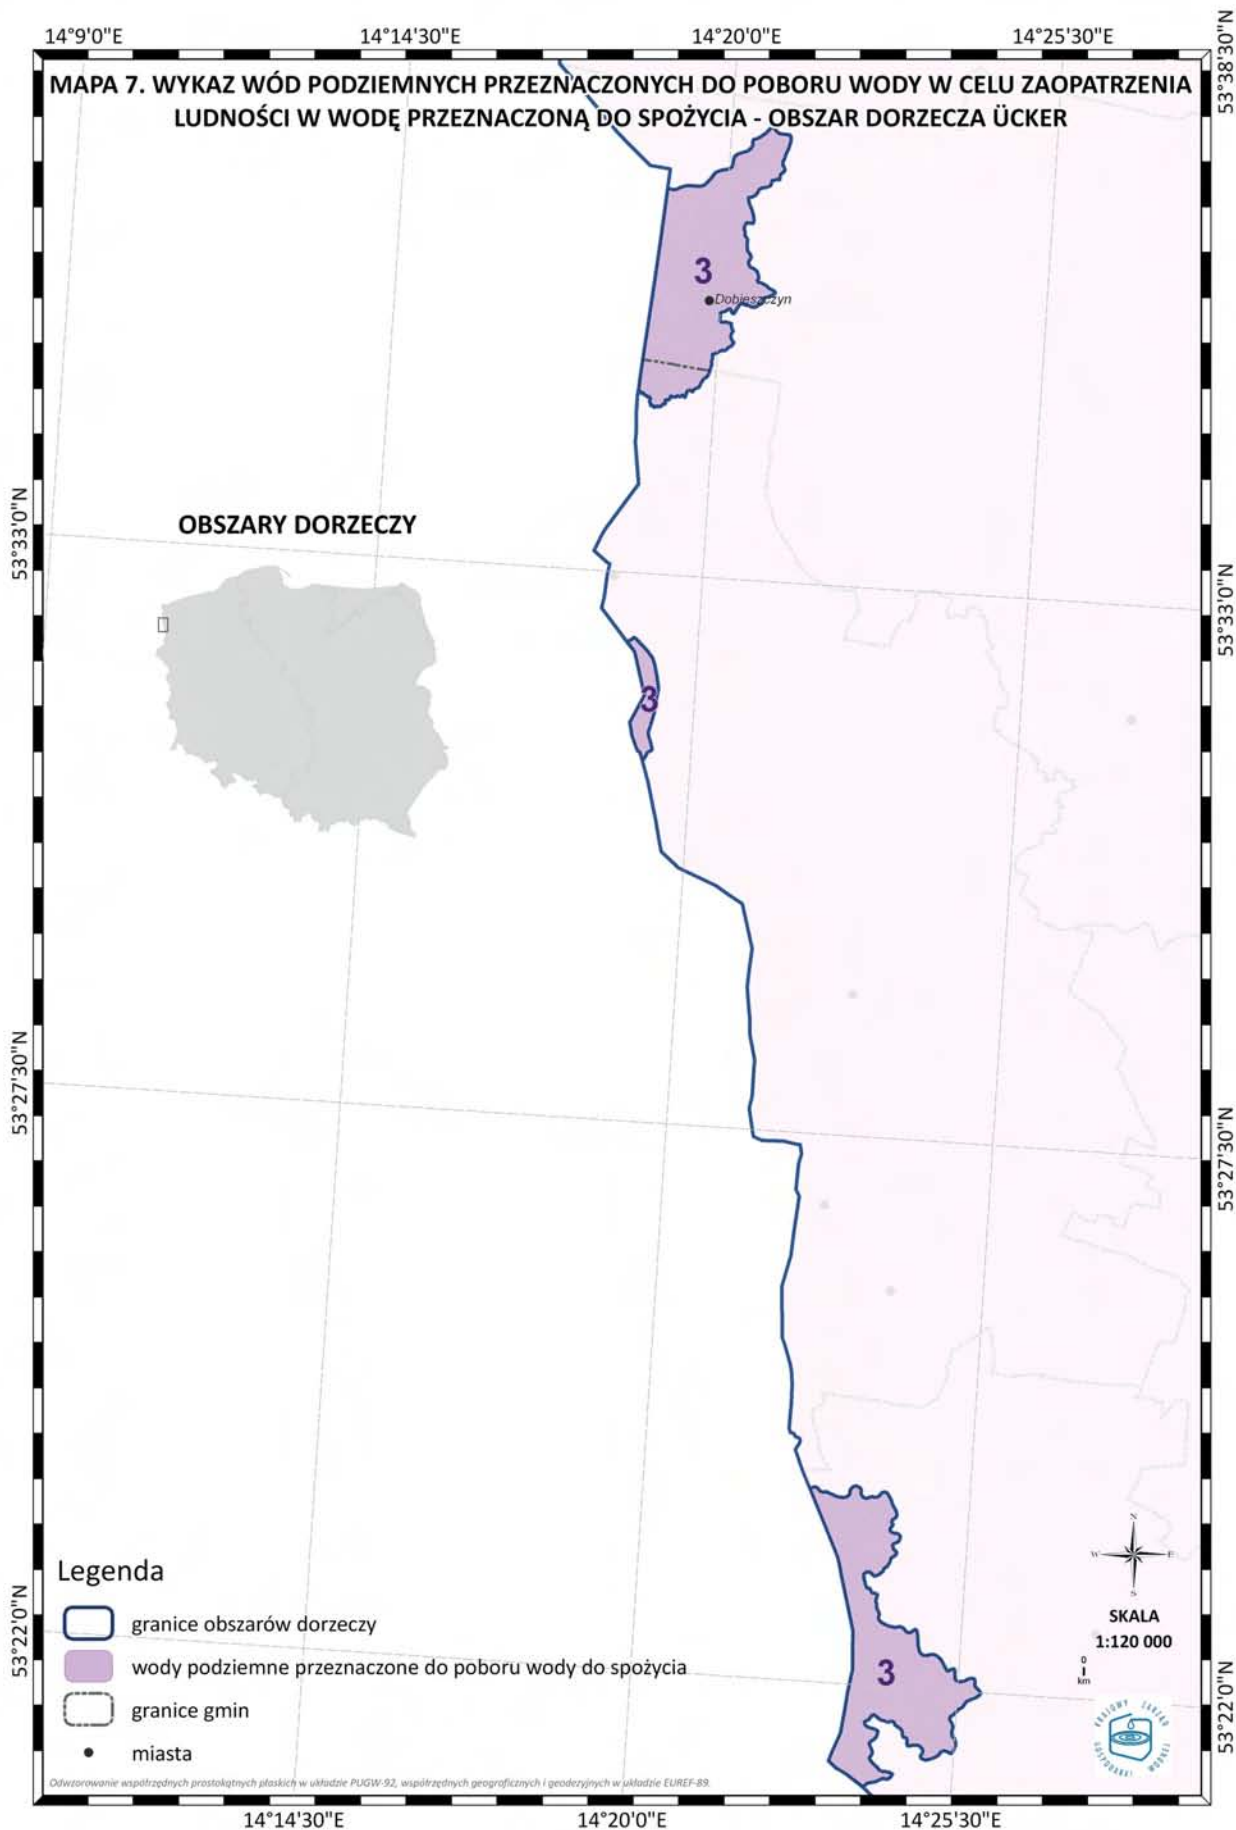 14°9'0"E 14°14'30"E 14°20'0"E 14°25'30"E
53°38'30"N
MAPA 7. WYKAZ WÓD PODZIEMNYCH PRZEZNACZONYCH DO POBORU WODY W CELU ZAOPATRZENIA
LUDNOŚCI W WODĘ PRZEZNACZONĄ DO SPOŻYCIA - OBSZAR DORZECZA ÜCKER
3
Dobieszczyn
OBSZARY DORZECZY
53°33'0"N
53°33'0"N
3
53°27'30"N
53°27'30"N
Legenda
granice obszarów dorzeczy
wody podziemne przeznaczone do poboru wody do spożycia
granice gmin
miasta
3
N
W E
S
SKALA
1:120 000
0
km
KRAJOWY ZARZĄD
GOSPODARKI WODNEJ
53°22'0"N
53°22'0"N
Odwzorowanie współrzędnych prostokątnych płaskich w układzie PUGW-92, współrzędnych geograficznych i geodezyjnych w układzie EUREF-89.
14°14'30"E 14°20'0"E 14°25'30"E